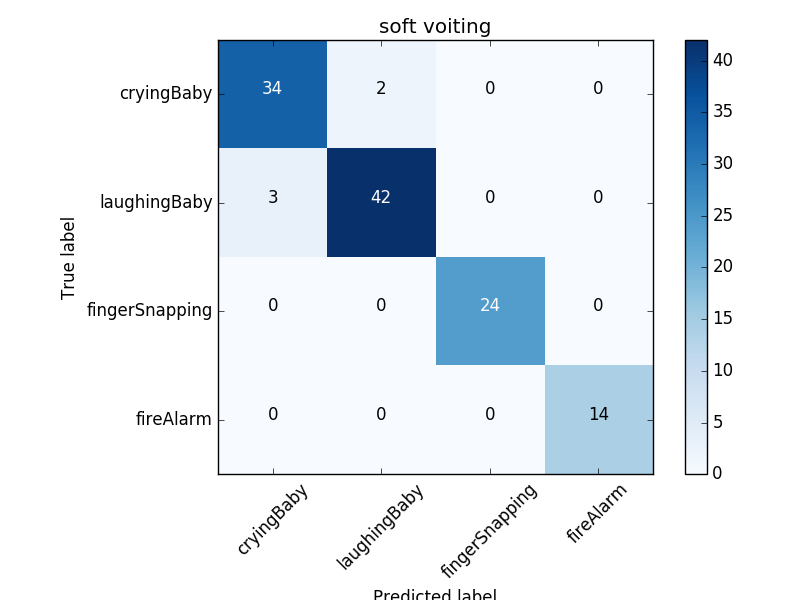 soft voiting
cryingBaby 34 2 0 0
laughingBaby 3 42 0 0
fingerSnapping 0 0 24 0
fireAlarm 0 0 0 14
True label
cryingBaby laughingBaby fingerSnapping fireAlarm
Predicted label
40
35
30
25
20
15
10
5
0